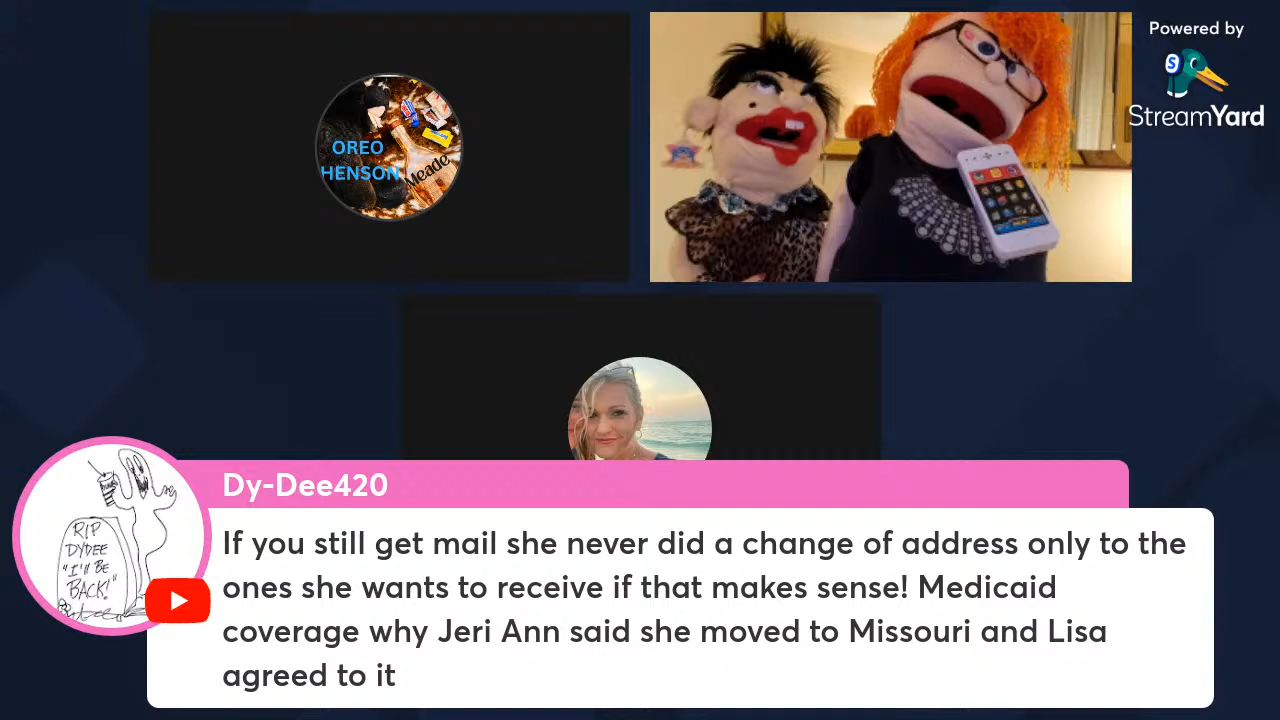 Powered by
S
StreamYard
OREO
HENSON
Meade
Dy-Dee420
If you still get mail she never did a change of address only to the
ones she wants to receive if that makes sense! Medicaid
coverage why Jeri Ann said she moved to Missouri and Lisa
agreed to it
RIP
DYDEE
"I'LL BE
BACK!"